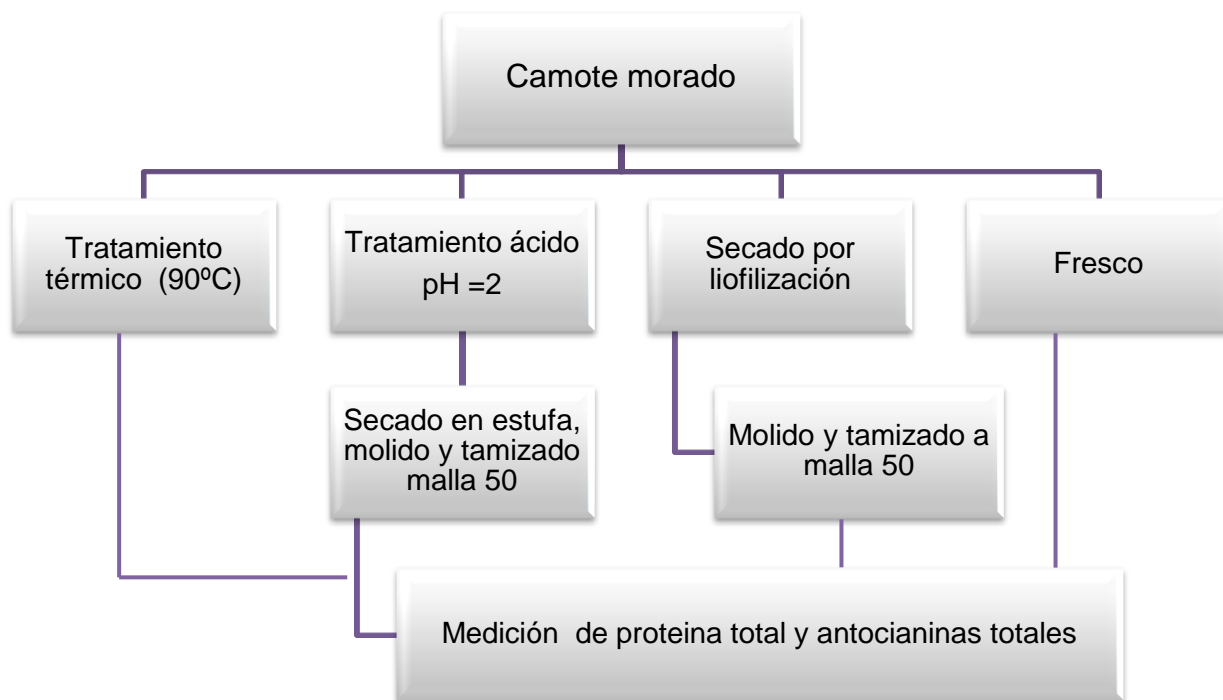 Camote morado
Tratamiento
térmico (90ºC)
Tratamiento ácido
pH =2
Secado por
liofilización
Fresco
Secado en estufa,
molido y tamizado
malla 50
Molido y tamizado a
malla 50
Medición de proteina total y antocianinas totales